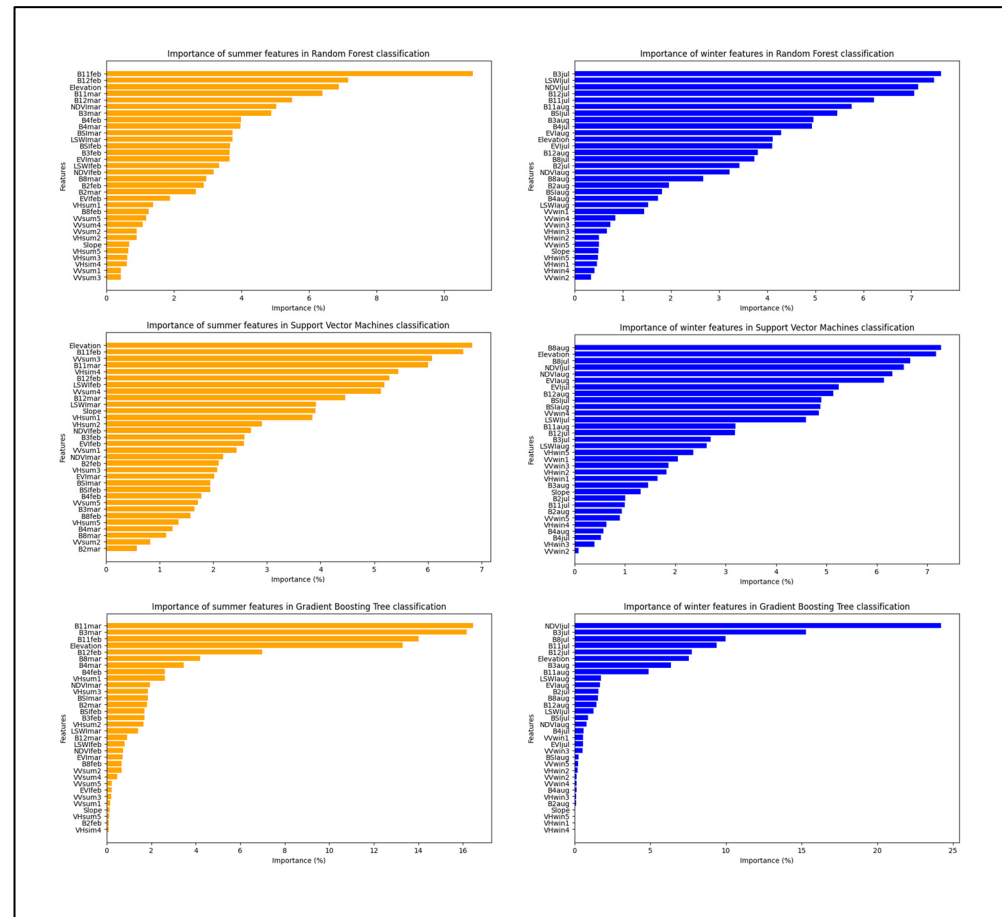 Importance of summer features in Random Forest classification
B11feb
B12feb
Elevation
B11mar
B12mar
NDVImar
B3mar
B4feb
B4mar
BSImar
LSWImar
BSIfeb
B3feb
EVImar
LSWIfeb
NDVIfeb
B8mar
B2feb
B2mar
EVIfeb
VHsum1
B8feb
VVsum5
VVsum4
VVsum2
VHsum2
Slope
VHsum5
VHsum3
VHsim4
VVsum1
VVsum3
Features
0 2 4 6 8 10
Importance (%)
Importance of winter features in Random Forest classification
B3jul
LSWIjul
NDVIjul
B12jul
B11jul
B11aug
BSIjul
B3aug
B4jul
EVIaug
Elevation
EVIjul
B12aug
B8jul
B2jul
NDVIaug
B8aug
B2aug
BSIaug
B4aug
LSWIaug
VVwin1
VVwin4
VVwin3
VHwin3
VHwin2
VVwin5
Slope
VHwin5
VHwin1
VHwin4
VVwin2
Features
0 1 2 3 4 5 6 7
Importance (%)
Importance of summer features in Support Vector Machines classification
Elevation
B11feb
VVsum3
B11mar
VHsim4
B12feb
LSWIfeb
VVsum4
B12mar
LSWImar
Slope
VHsum1
VHsum2
NDVIfeb
B3feb
EVIfeb
VVsum1
NDVImar
B2feb
VHsum3
EVImar
BSImar
BSIfeb
B4feb
VVsum5
B3mar
B8feb
VHsum5
B4mar
B8mar
VVsum2
B2mar
Features
0 1 2 3 4 5 6 7
Importance (%)
Importance of winter features in Support Vector Machines classification
B8aug
Elevation
B8jul
NDVIjul
NDVIaug
EVIaug
EVIjul
B12aug
BSIjul
BSIaug
VVwin4
LSWIjul
B11aug
B12jul
B3jul
LSWIaug
VHwin5
VVwin1
VVwin3
VHwin2
VHwin1
B3aug
Slope
B2jul
B11jul
B2aug
VVwin5
VHwin4
B4aug
B4jul
VHwin3
VVwin2
Features
0 1 2 3 4 5 6 7
Importance (%)
Importance of summer features in Gradient Boosting Tree classification
B11mar
B3mar
B11feb
Elevation
B12feb
B8mar
B4mar
B4feb
VHsum1
NDVImar
VHsum3
BSImar
B2mar
BSIfeb
B3feb
VHsum2
LSWImar
B12mar
LSWIfeb
NDVIfeb
EVImar
B8feb
VVsum2
VVsum4
VVsum5
EVIfeb
VVsum3
VVsum1
Slope
VHsum5
B2feb
VHsim4
Features
0 2 4 6 8 10 12 14 16
Importance (%)
Importance of winter features in Gradient Boosting Tree classification
NDVIjul
B3jul
B8jul
B11jul
B12jul
Elevation
B3aug
B11aug
LSWIaug
EVIaug
B2jul
B8aug
B12aug
LSWIjul
BSIjul
NDVIaug
B4jul
VVwin1
EVIjul
VVwin3
BSIaug
VVwin5
VHwin2
VVwin2
VVwin4
B4aug
VHwin3
B2aug
Slope
VHwin5
VHwin1
VHwin4
Features
0 5 10 15 20 25
Importance (%)